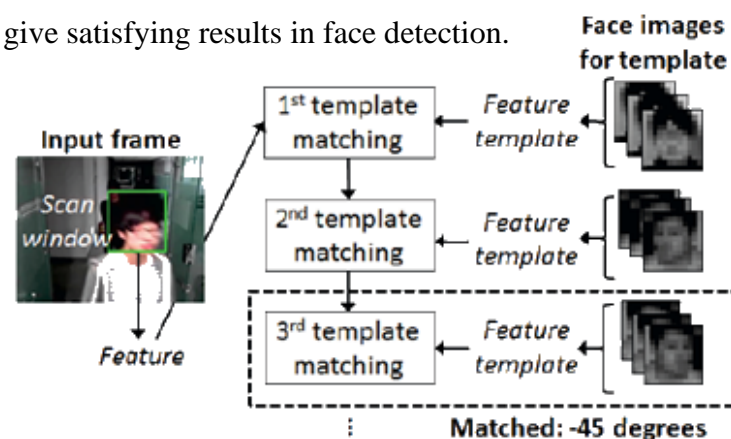 give satisfying results in face detection.
Face images
for template
Input frame
Scan
window
Feature
1st template
matching
Feature
template
2nd template
matching
Feature
template
3rd template
matching
Feature
template
⋮
Matched: -45 degrees